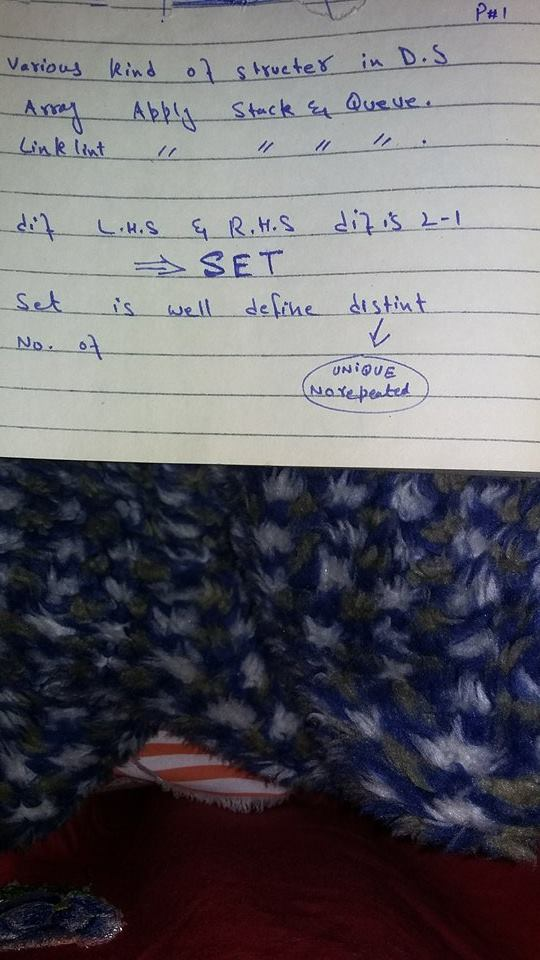 P#1
Various kind of structer in D.S
Array Apply Stack & Queue.
Link lint " " " " .
dif L.H.S & R.H.S dif is 2-1
⇒ SET
Set is well define distint
No. of
UNIQUE
No repeated